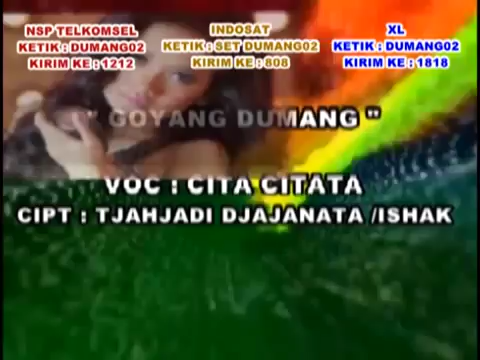 NSP TELKOMSEL
KETIK : DUMANG02
KIRIM KE : 1212
INDOSAT
KETIK : SET DUMANG02
KIRIM KE : 808
XL
KETIK : DUMANG02
KIRIM KE : 1818
" GOYANG DUMANG "
VOC : CITA CITATA
CIPT : TJAHJADI DJAJANATA /ISHAK